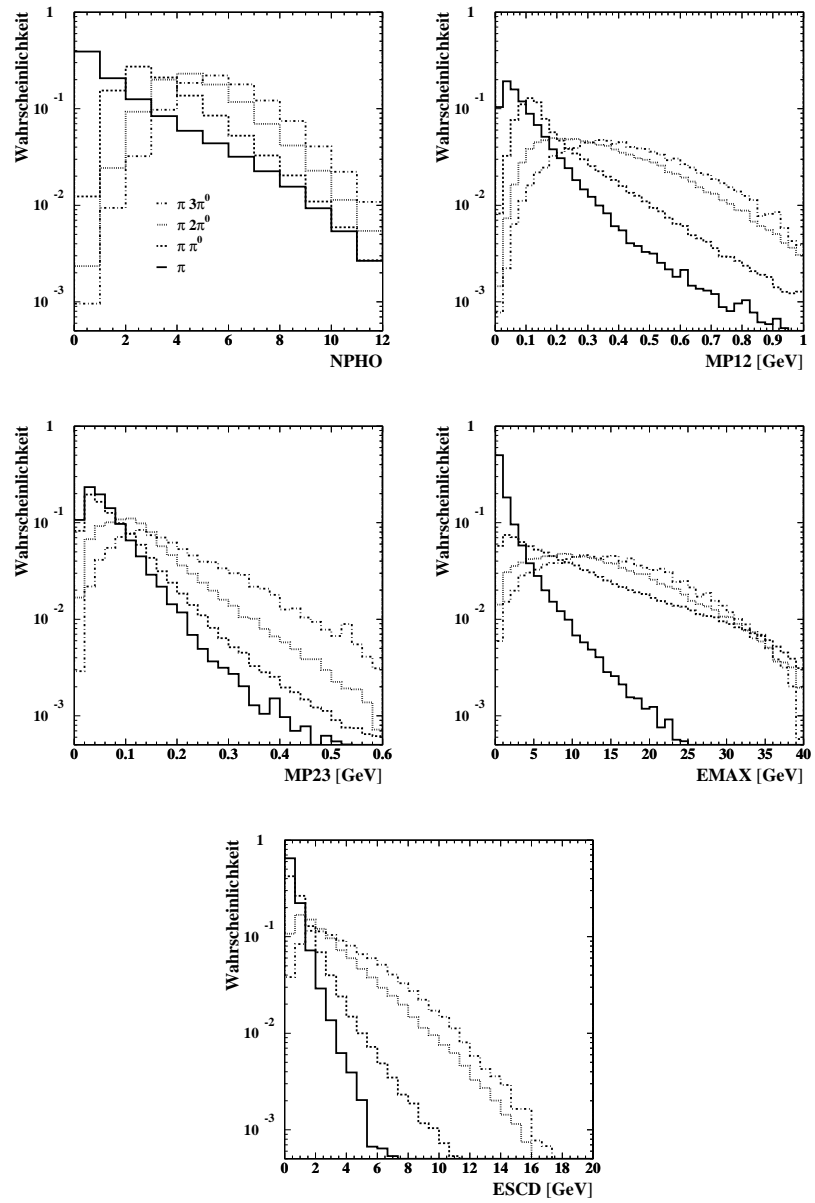 Wahrscheinlichkeit
1
10 -1
10 -2
10 -3
π 3π0
π 2π0
π π0
π
0 2 4 6 8 10 12
NPHO
Wahrscheinlichkeit
1
10 -1
10 -2
10 -3
0 0.1 0.2 0.3 0.4 0.5 0.6 0.7 0.8 0.9 1
MP12 [GeV]
Wahrscheinlichkeit
1
10 -1
10 -2
10 -3
0 0.1 0.2 0.3 0.4 0.5 0.6
MP23 [GeV]
Wahrscheinlichkeit
1
10 -1
10 -2
10 -3
0 5 10 15 20 25 30 35 40
EMAX [GeV]
Wahrscheinlichkeit
1
10 -1
10 -2
10 -3
0 2 4 6 8 10 12 14 16 18 20
ESCD [GeV]